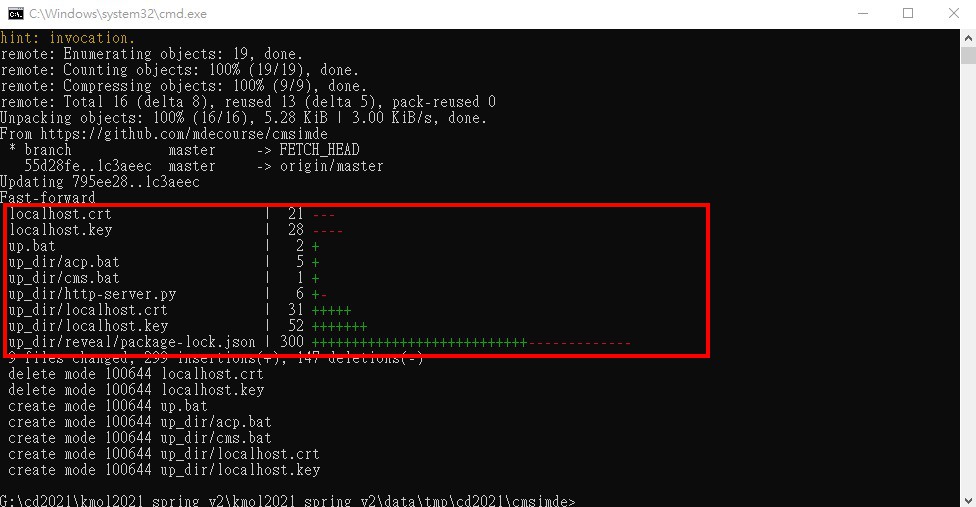 C:\Windows\system32\cmd.exe
hint: invocation.
remote: Enumerating objects: 19, done.
remote: Counting objects: 100% (19/19), done.
remote: Compressing objects: 100% (9/9), done.
remote: Total 16 (delta 8), reused 13 (delta 5), pack-reused 0
Unpacking objects: 100% (16/16), 5.28 KiB | 3.00 KiB/s, done.
From https://github.com/mdecourse/cmsimde
 * branch            master     -> FETCH_HEAD
   55d28fe..1c3aeec  master     -> origin/master
Updating 795ee28..1c3aeec
Fast-forward
 localhost.crt                   |  21 ---
 localhost.key                   |  28 ----
 up.bat                          |   2 +
 up_dir/acp.bat                  |   5 +
 up_dir/cms.bat                  |   1 +
 up_dir/http-server.py           |   6 +-
 up_dir/localhost.crt            |  31 +++++
 up_dir/localhost.key            |  52 +++++++
 up_dir/reveal/package-lock.json | 300 +++++++++++++++++++++++++++-------------
 9 files changed, 299 insertions(+), 147 deletions(-)
 delete mode 100644 localhost.crt
 delete mode 100644 localhost.key
 create mode 100644 up.bat
 create mode 100644 up_dir/acp.bat
 create mode 100644 up_dir/cms.bat
 create mode 100644 up_dir/localhost.crt
 create mode 100644 up_dir/localhost.key
G:\cd2021\kmol2021_spring_v2\kmol2021_spring_v2\data\tmp\cd2021\cmsimde>